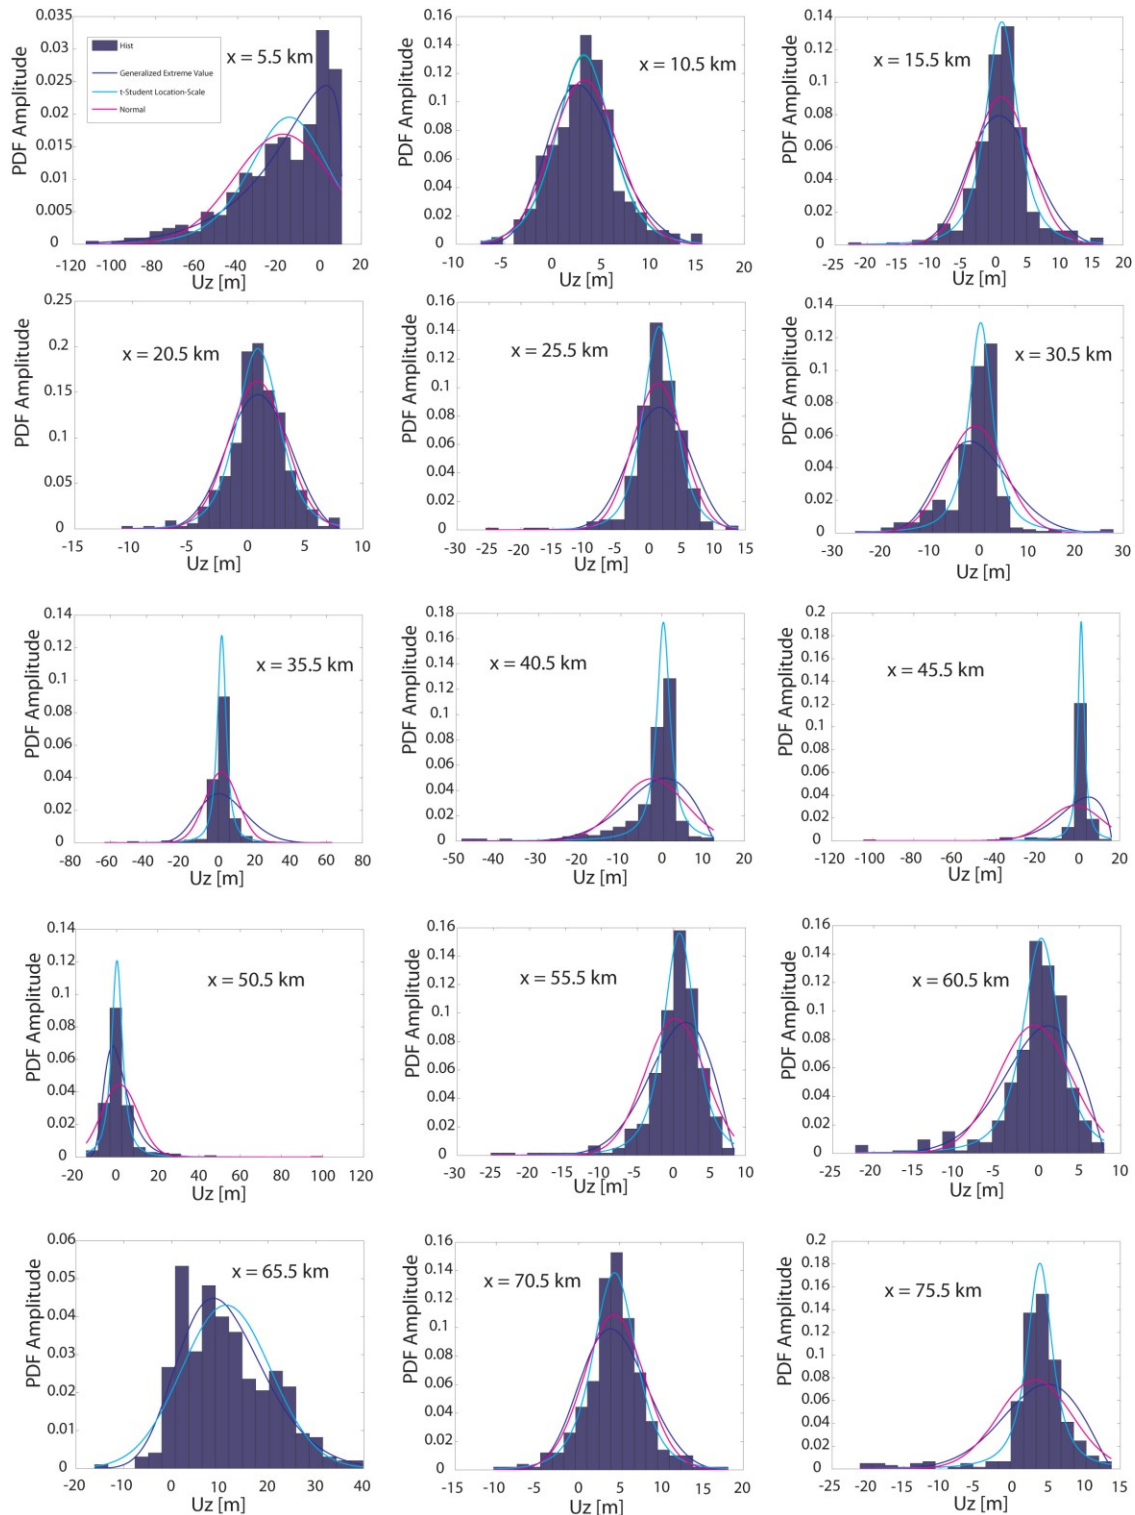 PDF Amplitude
0.035
0.03
0.025
0.02
0.015
0.01
0.005
0
Hist
Generalized Extreme Value
t-Student Location-Scale
Normal
x = 5.5 km
-120 -100 -80 -60 -40 -20 0 20
Uz [m]
PDF Amplitude
0.16
0.14
0.12
0.1
0.08
0.06
0.04
0.02
0
x = 10.5 km
-10 -5 0 5 10 15 20
Uz [m]
PDF Amplitude
0.14
0.12
0.1
0.08
0.06
0.04
0.02
0
x = 15.5 km
-25 -20 -15 -10 -5 0 5 10 15 20
Uz [m]
PDF Amplitude
0.25
0.2
0.15
0.1
0.05
0
x = 20.5 km
-15 -10 -5 0 5 10
Uz [m]
PDF Amplitude
0.16
0.14
0.12
0.1
0.08
0.06
0.04
0.02
0
x = 25.5 km
-30 -25 -20 -15 -10 -5 0 5 10 14 15
Uz [m]
PDF Amplitude
0.14
0.12
0.1
0.08
0.06
0.04
0.02
0
x = 30.5 km
-30 -20 -10 0 10 20 30
Uz [m]
PDF Amplitude
0.14
0.12
0.1
0.08
0.06
0.04
0.02
0
x = 35.5 km
-80 -60 -40 -20 0 20 40 60 80
Uz [m]
PDF Amplitude
0.18
0.17
0.14
0.12
0.1
0.08
0.06
0.04
0.02
0
x = 40.5 km
-50 -40 -30 -20 -10 0 10 20
Uz [m]
PDF Amplitude
0.2
0.18
0.16
0.14
0.12
0.1
0.08
0.06
0.04
0.02
0
x = 45.5 km
-120 -100 -80 -60 -40 -20 0 20
Uz [m]
PDF Amplitude
0.14
0.12
0.1
0.08
0.06
0.04
0.02
0
x = 50.5 km
-20 0 20 40 60 80 100 120
Uz [m]
PDF Amplitude
0.16
0.14
0.12
0.1
0.08
0.06
0.04
0.02
0
x = 55.5 km
-30 -25 -20 -15 -10 -5 0 5 10
Uz [m]
PDF Amplitude
0.16
0.14
0.12
0.1
0.08
0.06
0.04
0.02
0
x = 60.5 km
-25 -20 -15 -10 -5 0 5 10
Uz [m]
PDF Amplitude
0.06
0.05
0.04
0.03
0.02
0.01
0
x = 65.5 km
-20 -10 0 10 20 30 40
Uz [m]
PDF Amplitude
0.16
0.14
0.12
0.1
0.08
0.06
0.04
0.02
0
x = 70.5 km
-15 -10 -5 0 5 10 15 20
Uz [m]
PDF Amplitude
0.2
0.18
0.16
0.14
0.12
0.1
0.08
0.06
0.04
0.02
0
x = 75.5 km
-25 -20 -15 -10 -5 0 5 10 15
Uz [m]